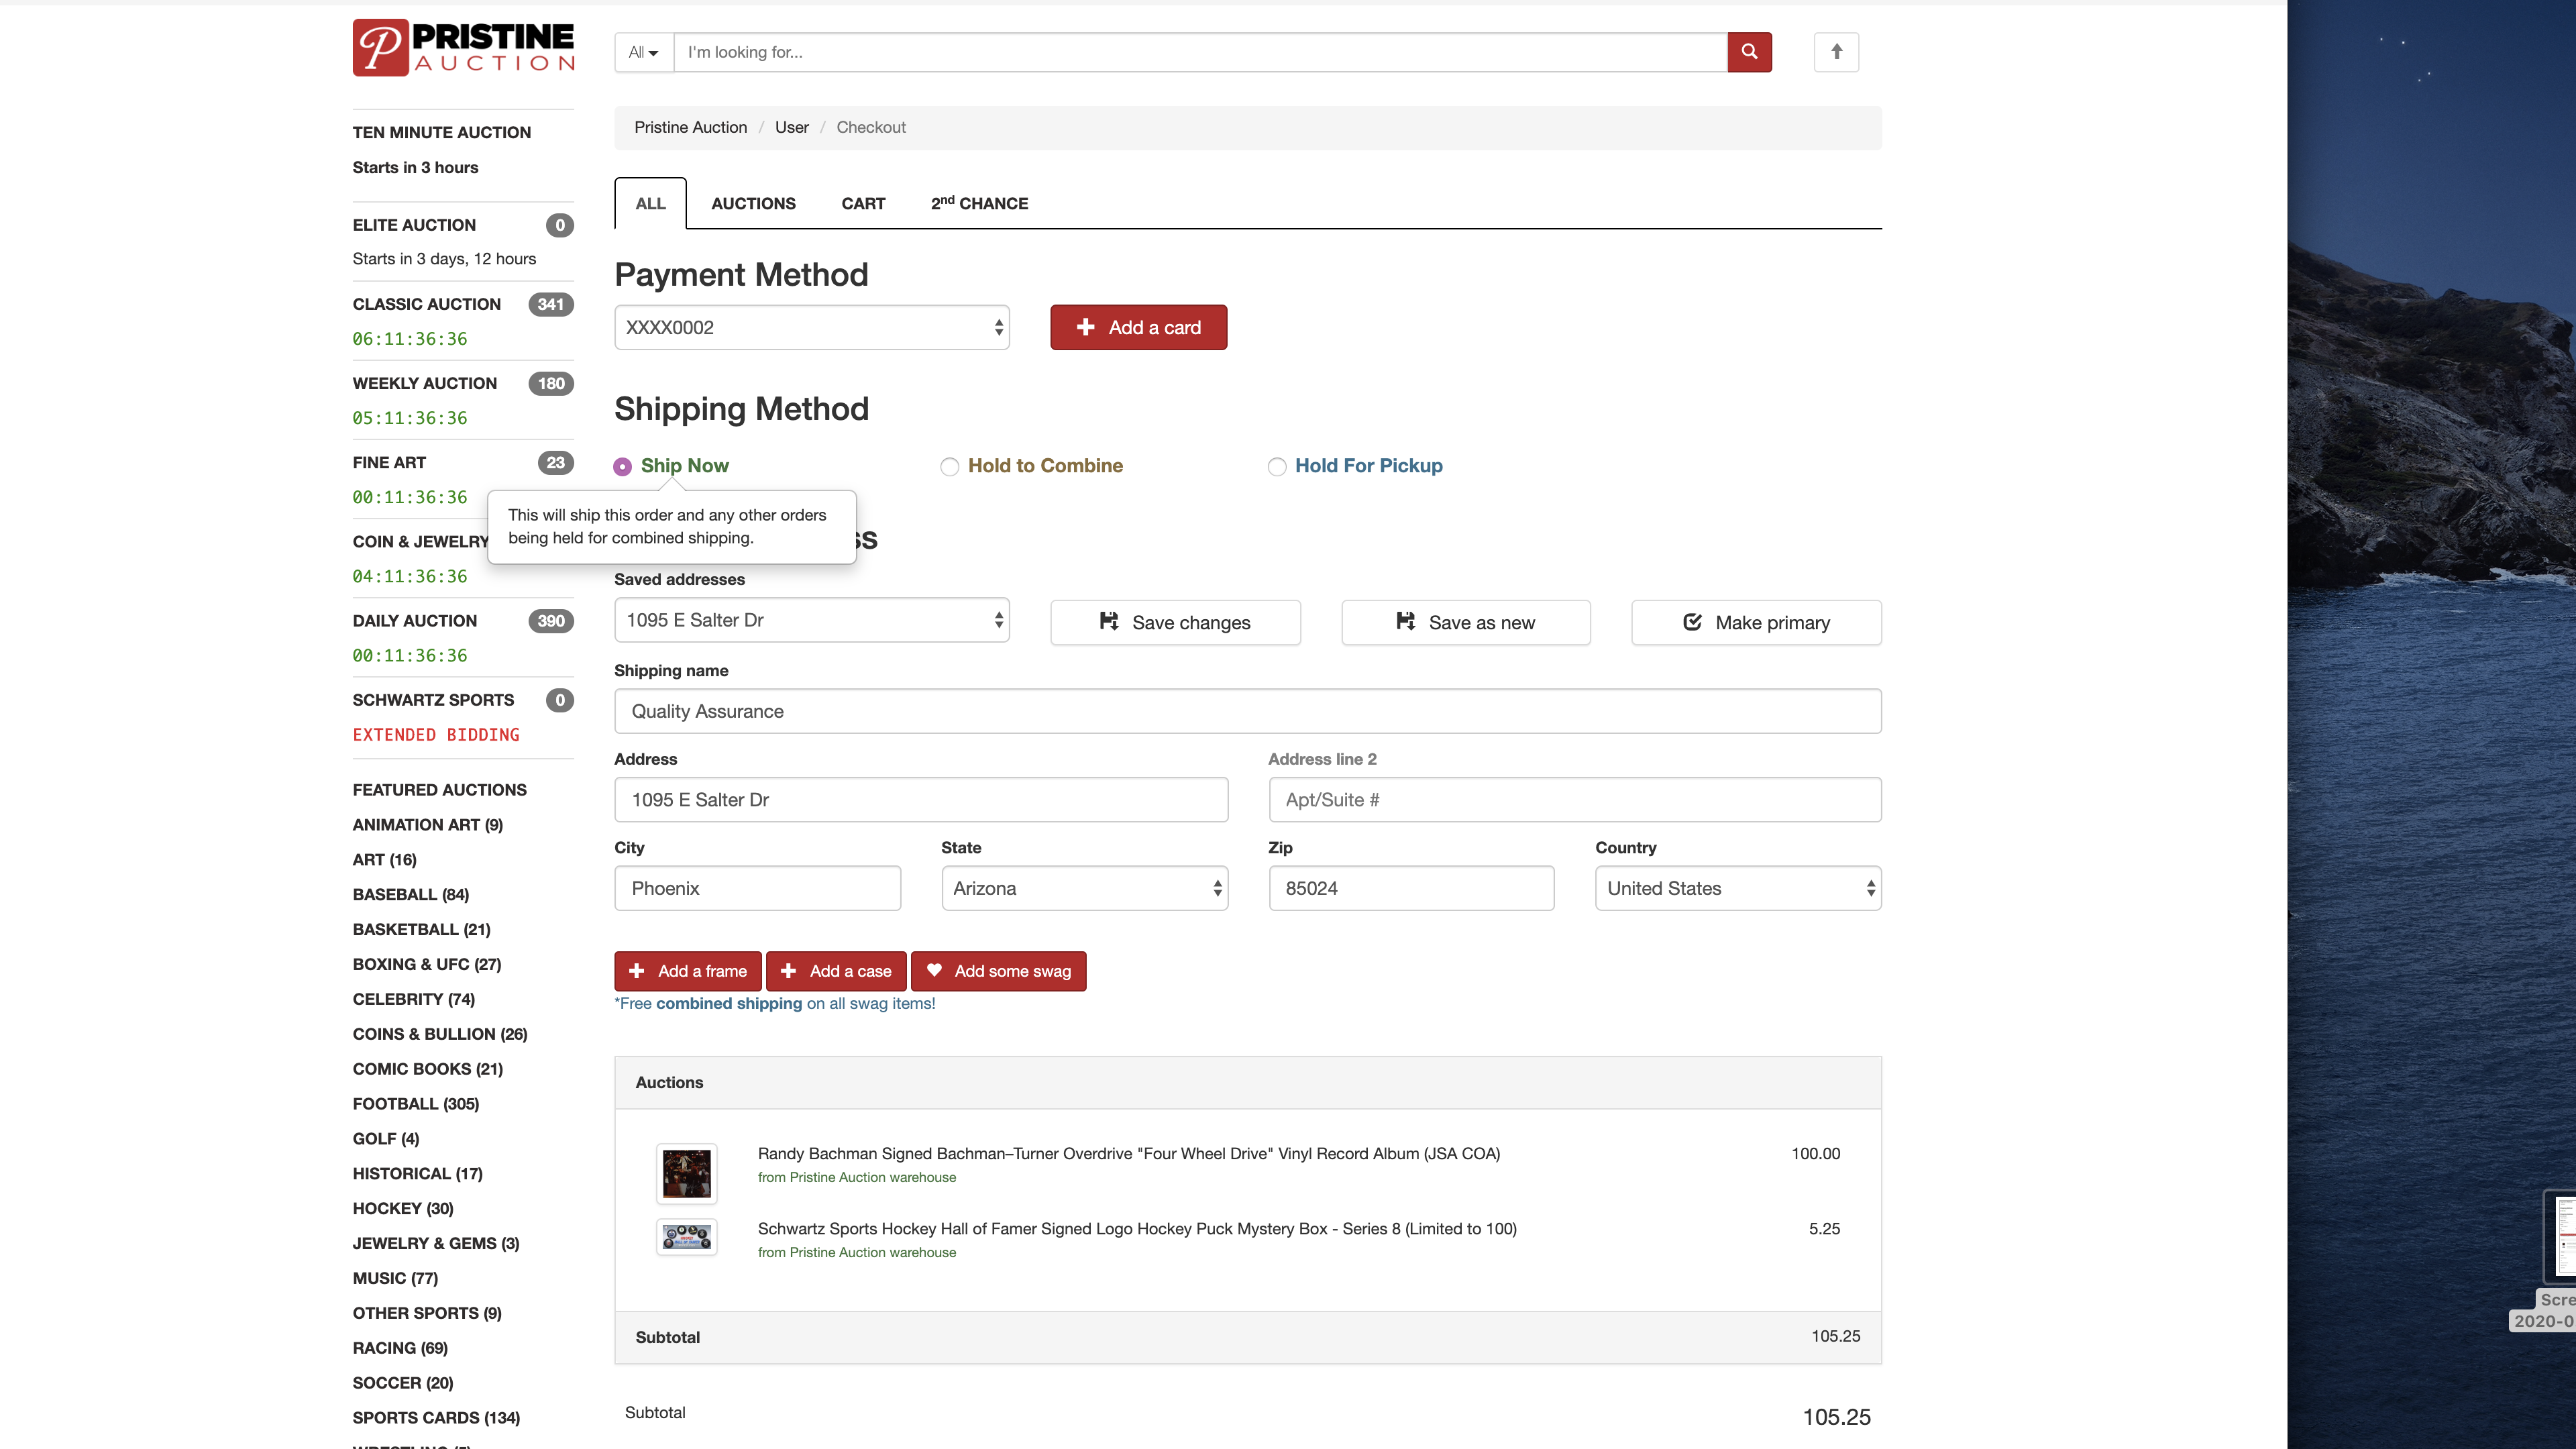 PRISTINE
AUCTION
All
I'm looking for...
TEN MINUTE AUCTION
Starts in 3 hours
ELITE AUCTION 0
Starts in 3 days, 12 hours
CLASSIC AUCTION 341
06:11:36:36
WEEKLY AUCTION 180
05:11:36:36
FINE ART 23
00:11:36:36
COIN & JEWELRY
04:11:36:36
DAILY AUCTION 390
00:11:36:36
SCHWARTZ SPORTS 0
EXTENDED BIDDING
FEATURED AUCTIONS
ANIMATION ART (9)
ART (16)
BASEBALL (84)
BASKETBALL (21)
BOXING & UFC (27)
CELEBRITY (74)
COINS & BULLION (26)
COMIC BOOKS (21)
FOOTBALL (305)
GOLF (4)
HISTORICAL (17)
HOCKEY (30)
JEWELRY & GEMS (3)
MUSIC (77)
OTHER SPORTS (9)
RACING (69)
SOCCER (20)
SPORTS CARDS (134)
Pristine Auction / User / Checkout
ALL AUCTIONS CART 2nd CHANCE
Payment Method
XXXX0002
Add a card
Shipping Method
Ship Now Hold to Combine Hold For Pickup
This will ship this order and any other orders
being held for combined shipping.
Saved addresses
1095 E Salter Dr
Save changes Save as new Make primary
Shipping name
Quality Assurance
Address Address line 2
1095 E Salter Dr Apt/Suite #
City State Zip Country
Phoenix Arizona 85024 United States
Add a frame Add a case Add some swag
*Free combined shipping on all swag items!
Auctions
Randy Bachman Signed Bachman–Turner Overdrive "Four Wheel Drive" Vinyl Record Album (JSA COA) 100.00
from Pristine Auction warehouse
Schwartz Sports Hockey Hall of Famer Signed Logo Hockey Puck Mystery Box - Series 8 (Limited to 100) 5.25
from Pristine Auction warehouse
Subtotal 105.25
Subtotal 105.25
Scre
2020-0